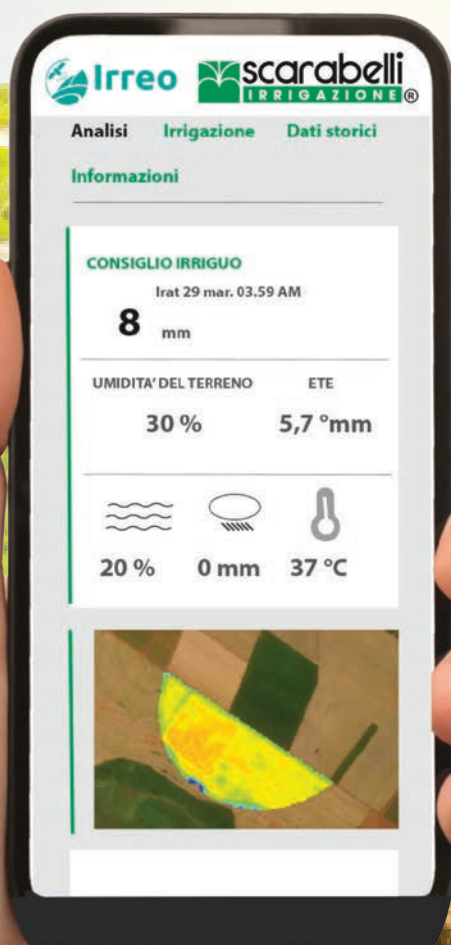 Irreo scarabelli
IRRIGAZIONE ®
Analisi Irrigazione Dati storici
Informazioni
CONSIGLIO IRRIGUO
Irat 29 mar. 03.59 AM
8 mm
UMIDITA' DEL TERRENO ETE
30 % 5,7 °mm
20 % 0 mm 37 °C